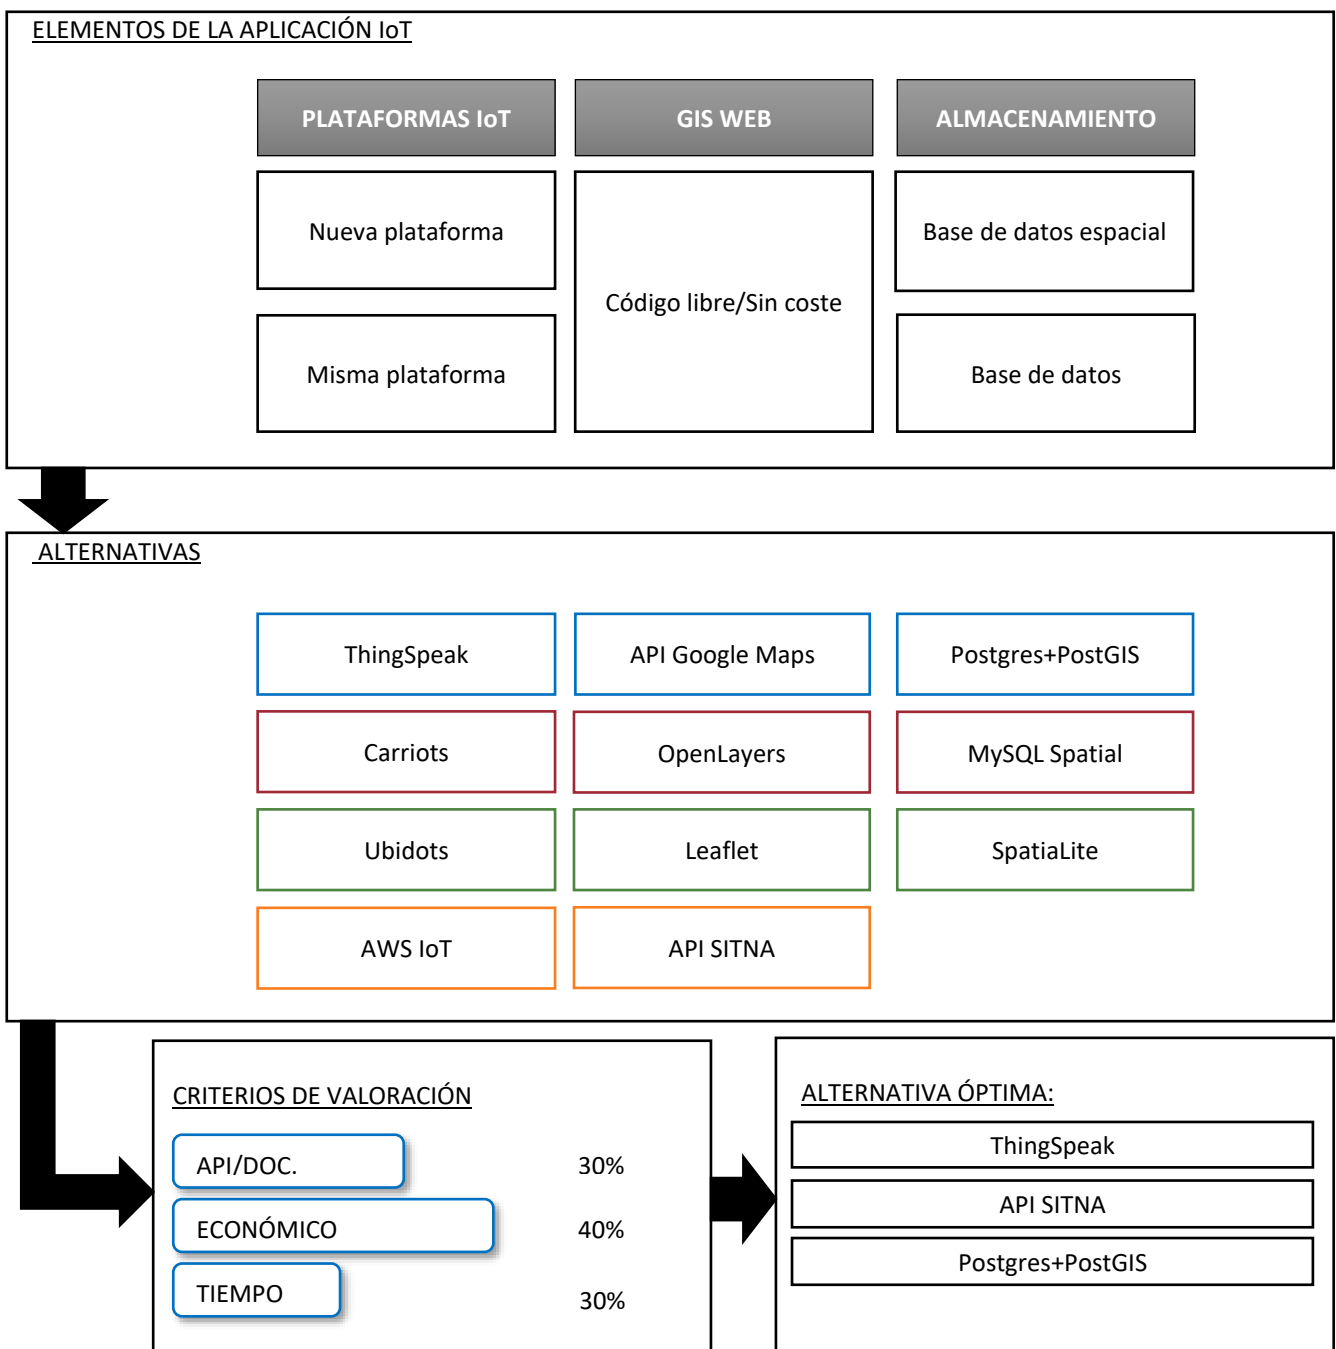 ELEMENTOS DE LA APLICACIÓN IoT
PLATAFORMAS IoT
GIS WEB
ALMACENAMIENTO
Nueva plataforma
Código libre/Sin coste
Base de datos espacial
Misma plataforma
Base de datos
ALTERNATIVAS
ThingSpeak
API Google Maps
Postgres+PostGIS
Carriots
OpenLayers
MySQL Spatial
Ubidots
Leaflet
SpatiaLite
AWS IoT
API SITNA
CRITERIOS DE VALORACIÓN
API/DOC.
30%
ECONÓMICO
40%
TIEMPO
30%
ALTERNATIVA ÓPTIMA:
ThingSpeak
API SITNA
Postgres+PostGIS